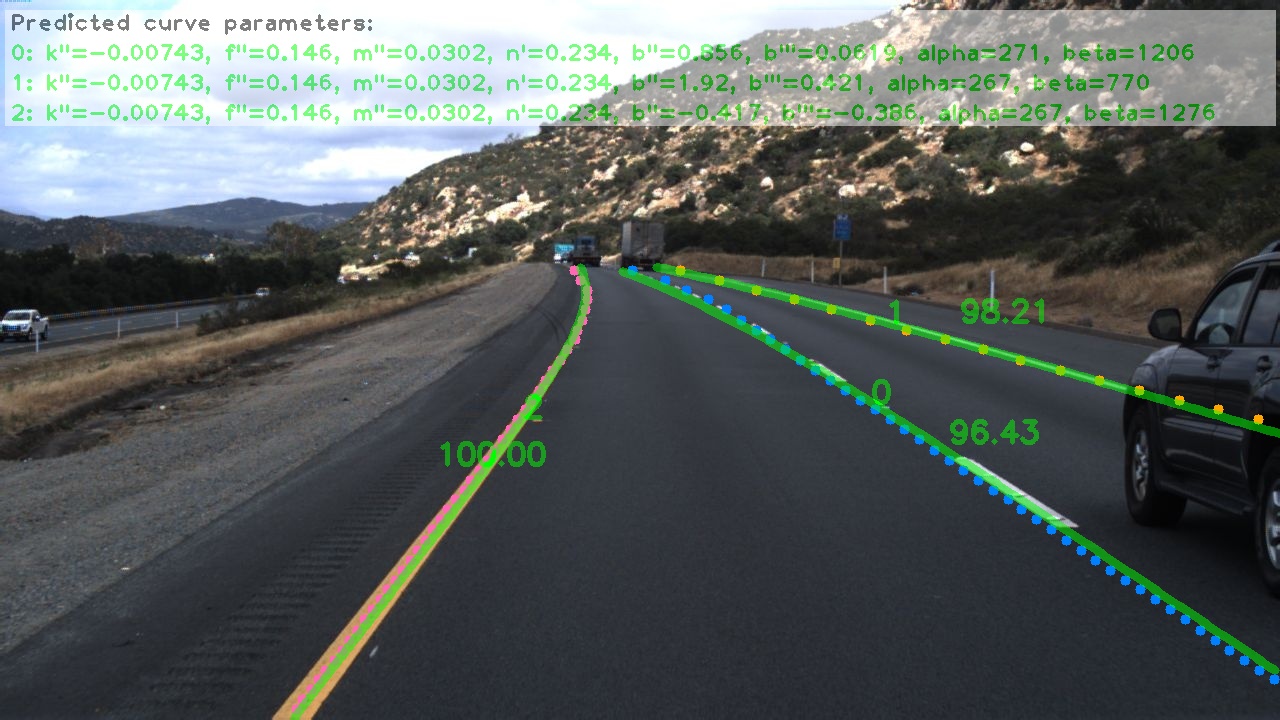 Predicted curve parameters:
0: k''=-0.00743, f''=0.146, m''=0.0302, n'=0.234, b''=0.856, b'''=0.0619, alpha=271, beta=1206
1: k''=-0.00743, f''=0.146, m''=0.0302, n'=0.234, b''=1.92, b'''=0.421, alpha=267, beta=770
2: k''=-0.00743, f''=0.146, m''=0.0302, n'=0.234, b''=-0.417, b'''=-0.386, alpha=267, beta=1276
1 98.21
0
96.43
2
100.00